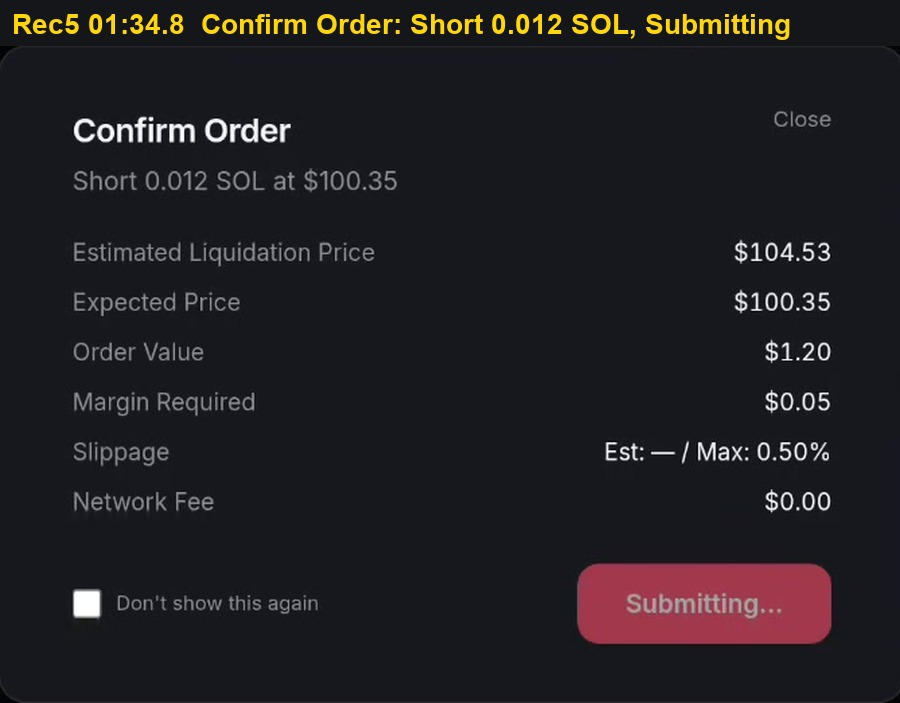 Rec5 01:34.8 Confirm Order: Short 0.012 SOL, Submitting
Confirm Order
Close
Short 0.012 SOL at $100.35
Estimated Liquidation Price $104.53
Expected Price $100.35
Order Value $1.20
Margin Required $0.05
Slippage Est: — / Max: 0.50%
Network Fee $0.00
Don't show this again
Submitting...